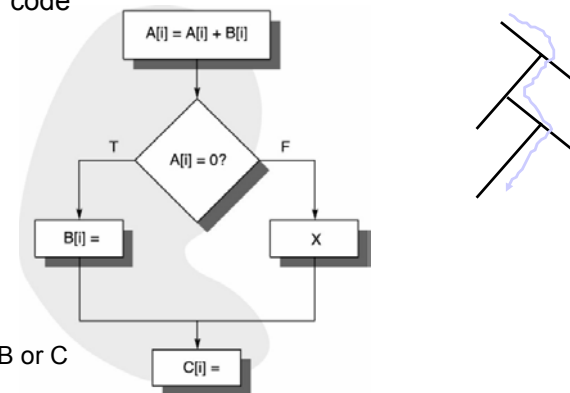 code
A[i] = A[i] + B[i]
T
A[i] = 0?
F
B[i] =
X
B or C
C[i] =